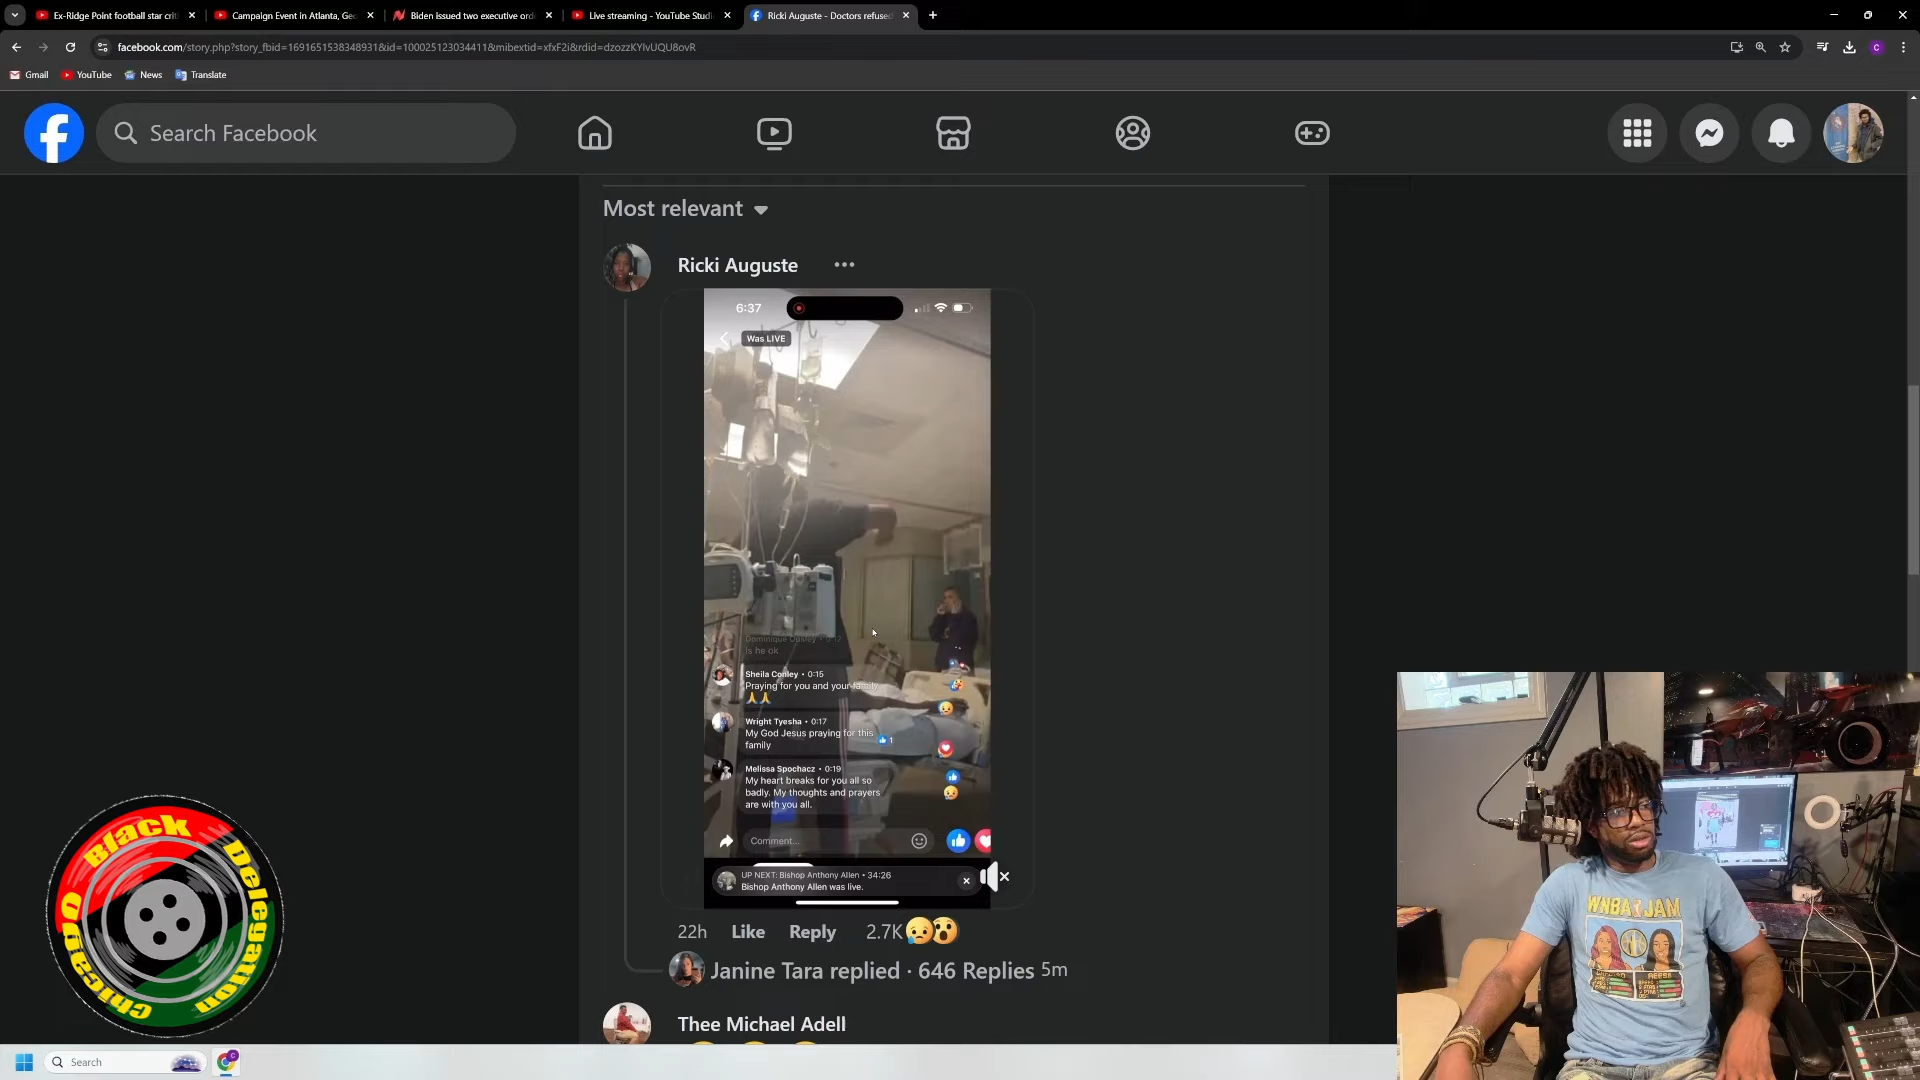 Ex-Ridge Point football star crit
Campaign Event in Atlanta, Geo
Biden issued two executive ord
Live streaming - YouTube Studi
Ricki Auguste - Doctors refused
facebook.com/story.php?story_fbid=1691651538348931&id=100025123034411&mibextid=xfxF2i&rdid=dzozzKYlvUQU8ovR
Gmail
YouTube
News
Translate
Search Facebook
Most relevant
Ricki Auguste
6:37
Was LIVE
Is he ok
Sheila Conley • 0:15
Praying for you and your family
Wright Tyesha • 0:17
My God Jesus praying for this
family
1
Melissa Spochacz • 0:19
My heart breaks for you all so
badly. My thoughts and prayers
are with you all.
Comment...
UP NEXT: Bishop Anthony Allen • 34:26
Bishop Anthony Allen was live.
22h Like Reply 2.7K
Janine Tara replied · 646 Replies 5m
Thee Michael Adell
Chicago Black Delegation
WNBA JAM
REESE
Search